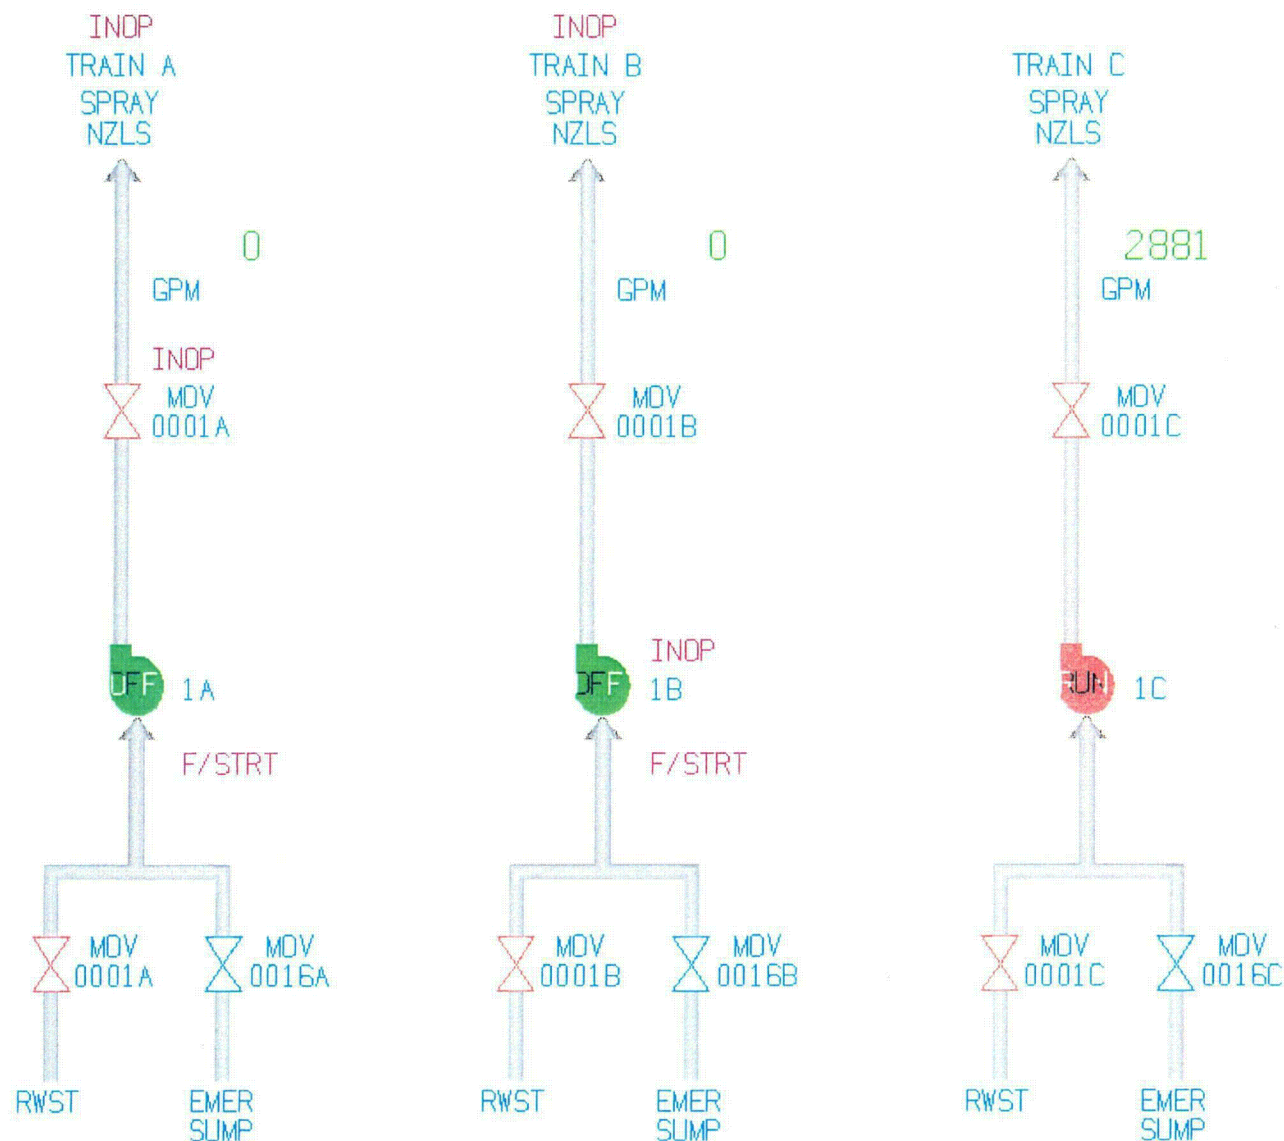 INOP
TRAIN A
SPRAY
NZLS
0
GPM
INOP
MOV
0001A
OFF
1A
F/STRT
MOV
0001A
MOV
0016A
RWST
EMER
SUMP
INOP
TRAIN B
SPRAY
NZLS
0
GPM
MOV
0001B
INOP
OFF
1B
F/STRT
MOV
0001B
MOV
0016B
RWST
EMER
SUMP
TRAIN C
SPRAY
NZLS
2881
GPM
MOV
0001C
RUN
1C
MOV
0001C
MOV
0016C
RWST
EMER
SUMP